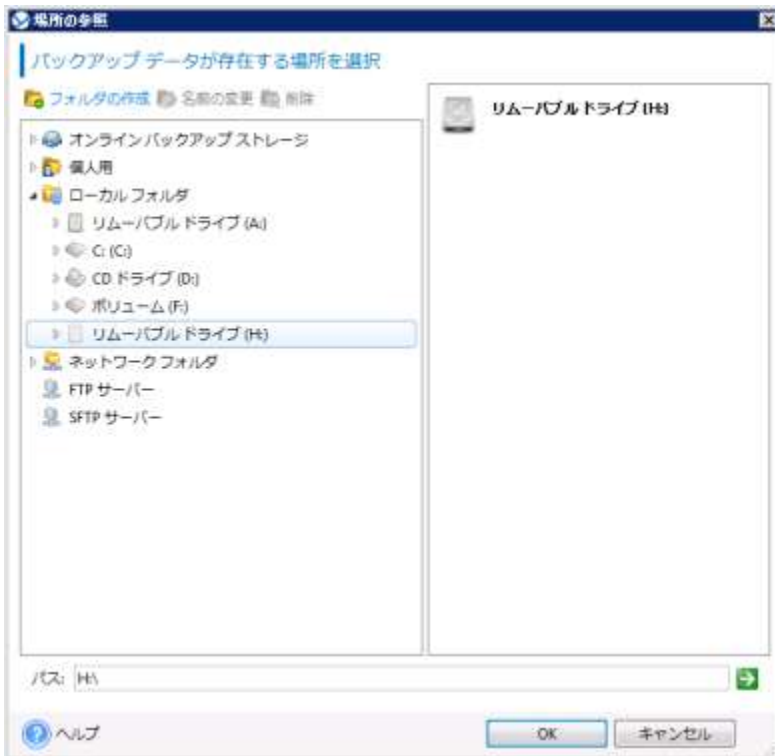 場所の参照
バックアップ データが存在する場所を選択
フォルダの作成 名前の変更 削除
オンライン バックアップ ストレージ
個人用
ローカル フォルダ
リムーバブル ドライブ (A:)
C: (C:)
CD ドライブ (D:)
ボリューム (F:)
リムーバブル ドライブ (H:)
ネットワーク フォルダ
FTP サーバー
SFTP サーバー
リムーバブル ドライブ (H:)
パス: H:\
ヘルプ
OK キャンセル